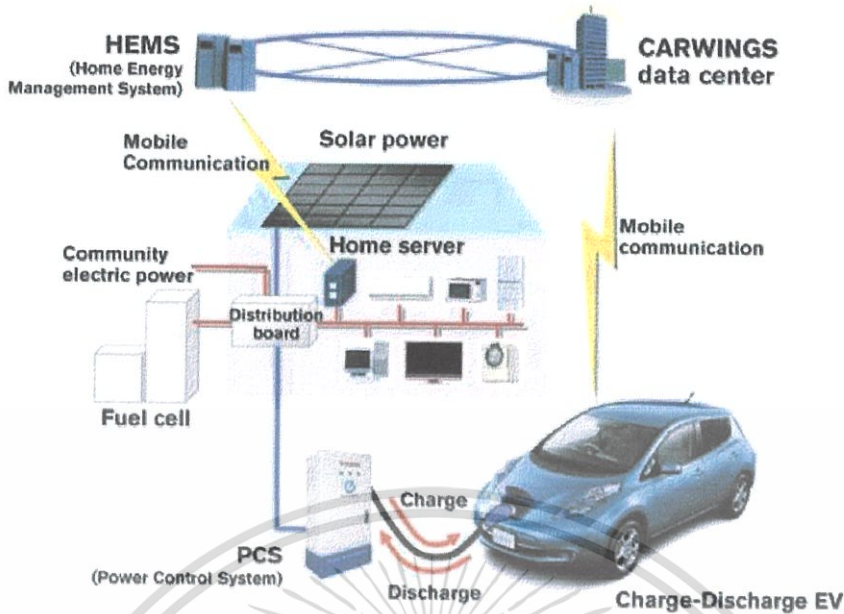 HEMS
(Home Energy
Management System)
CARWINGS
data center
Mobile
Communication
Solar power
Mobile
communication
Home server
Community
electric power
Distribution
board
Fuel cell
Charge
PCS
(Power Control System)
Discharge
Charge-Discharge EV